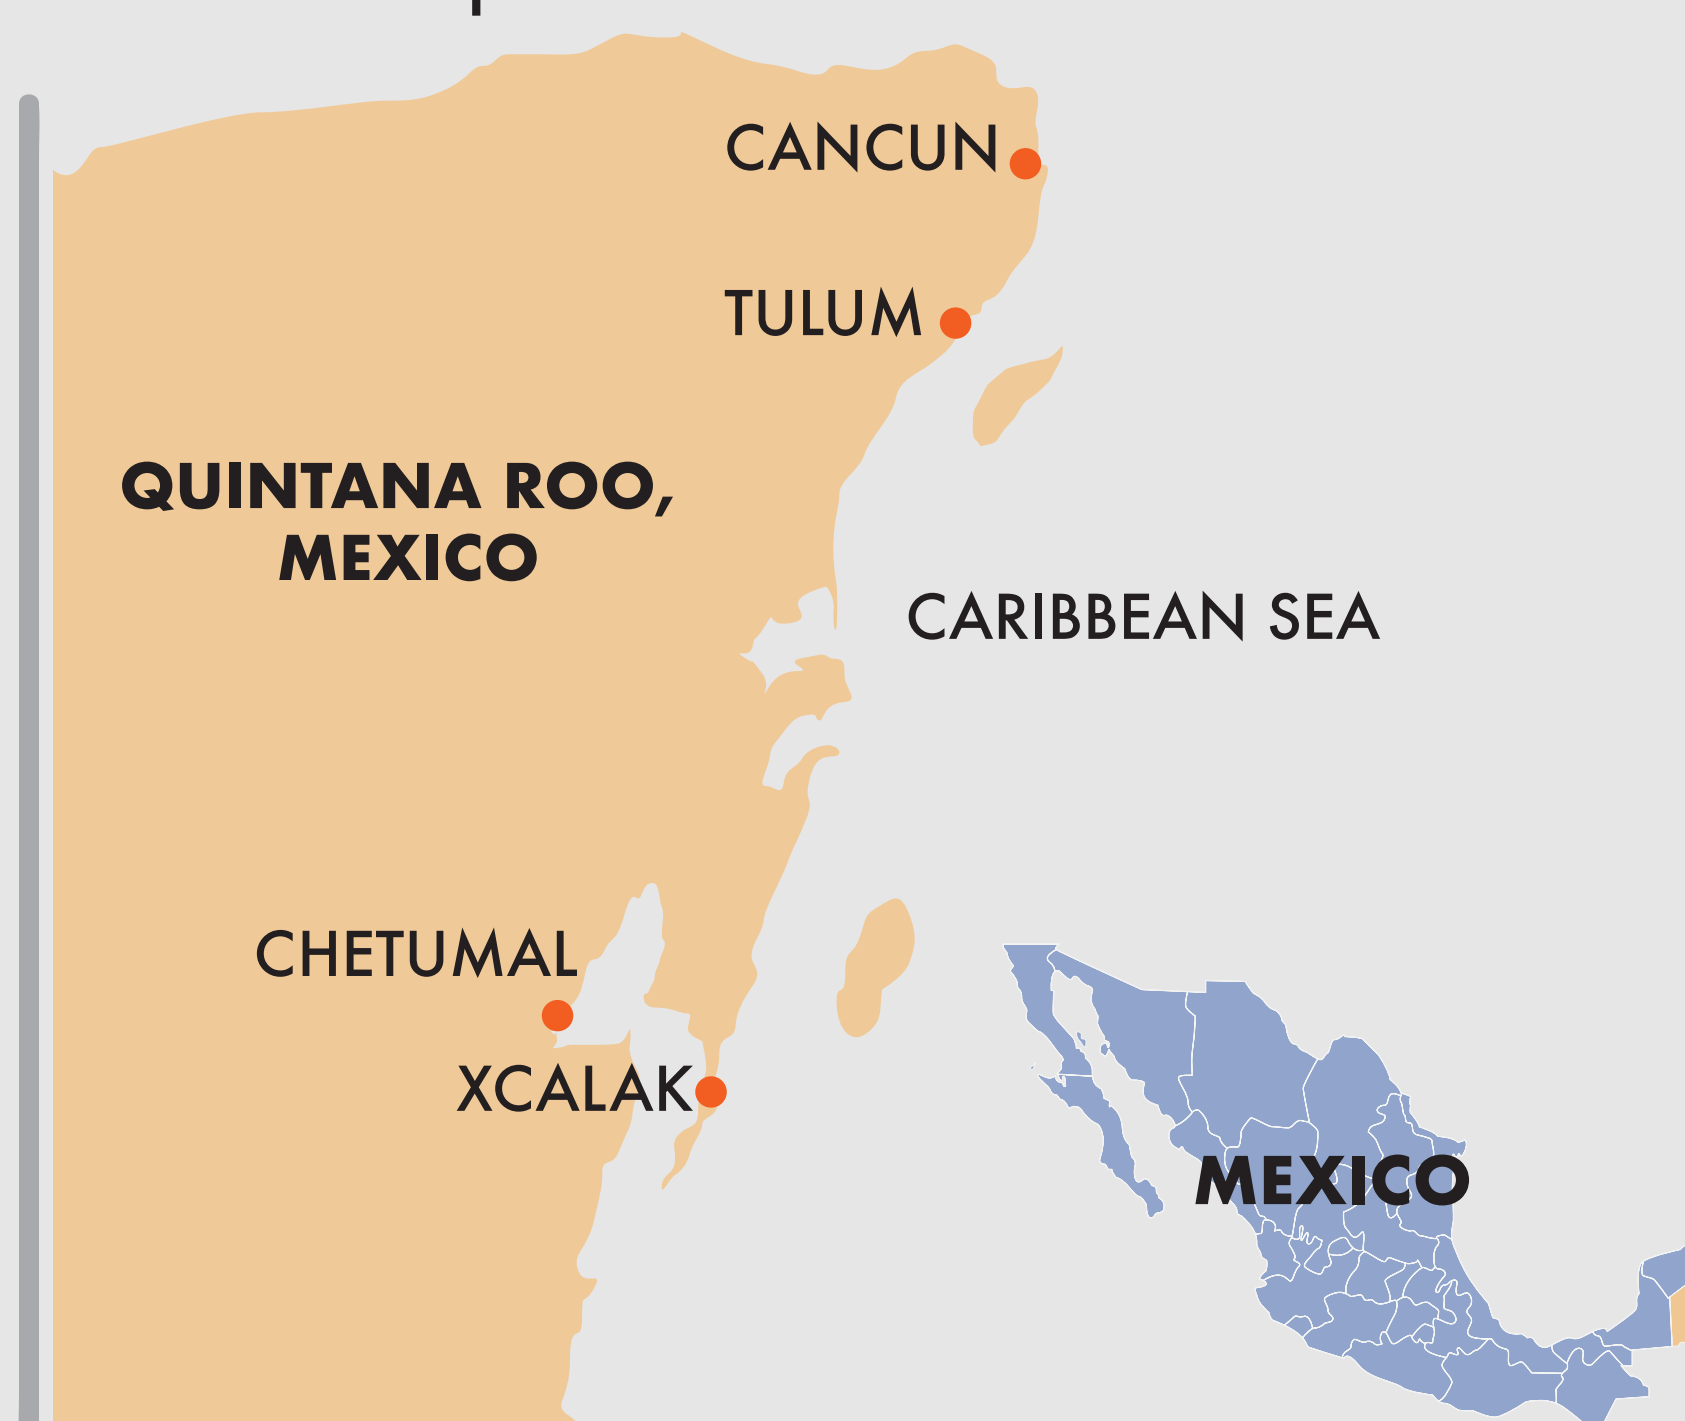 CANCUN
TULUM
QUINTANA ROO,
MEXICO
CARIBBEAN SEA
CHETUMAL
XCALAK
MEXICO